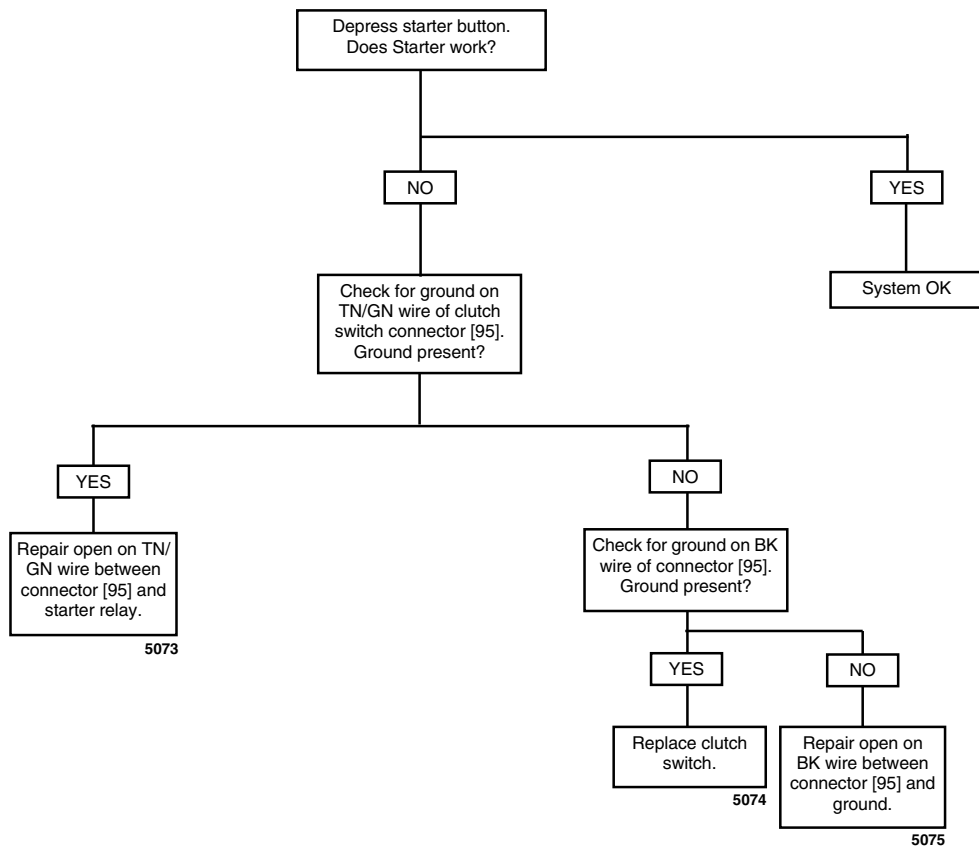 Depress starter button.
Does Starter work?
NO
YES
Check for ground on
TN/GN wire of clutch
switch connector [95].
Ground present?
System OK
YES
NO
Repair open on TN/
GN wire between
connector [95] and
starter relay.
5073
Check for ground on BK
wire of connector [95].
Ground present?
YES
NO
Replace clutch
switch.
5074
Repair open on
BK wire between
connector [95] and
ground.
5075